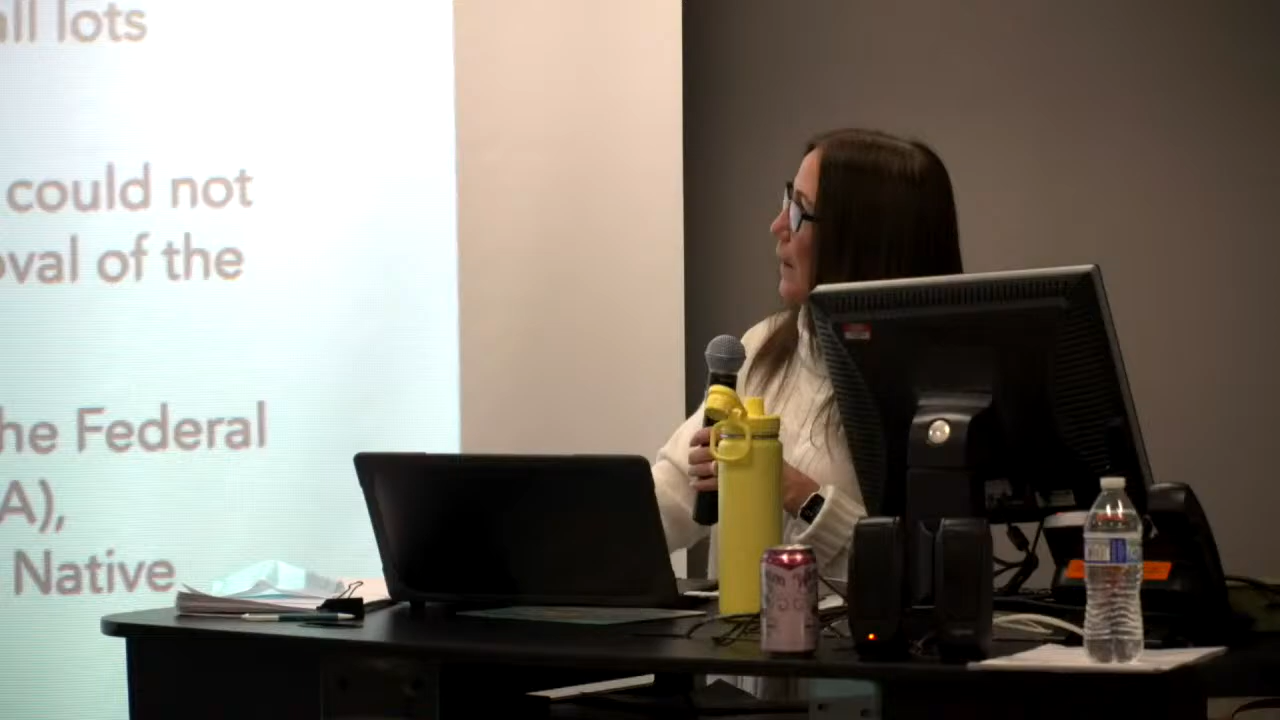 all lots
could not
oval of the
he Federal
A),
Native